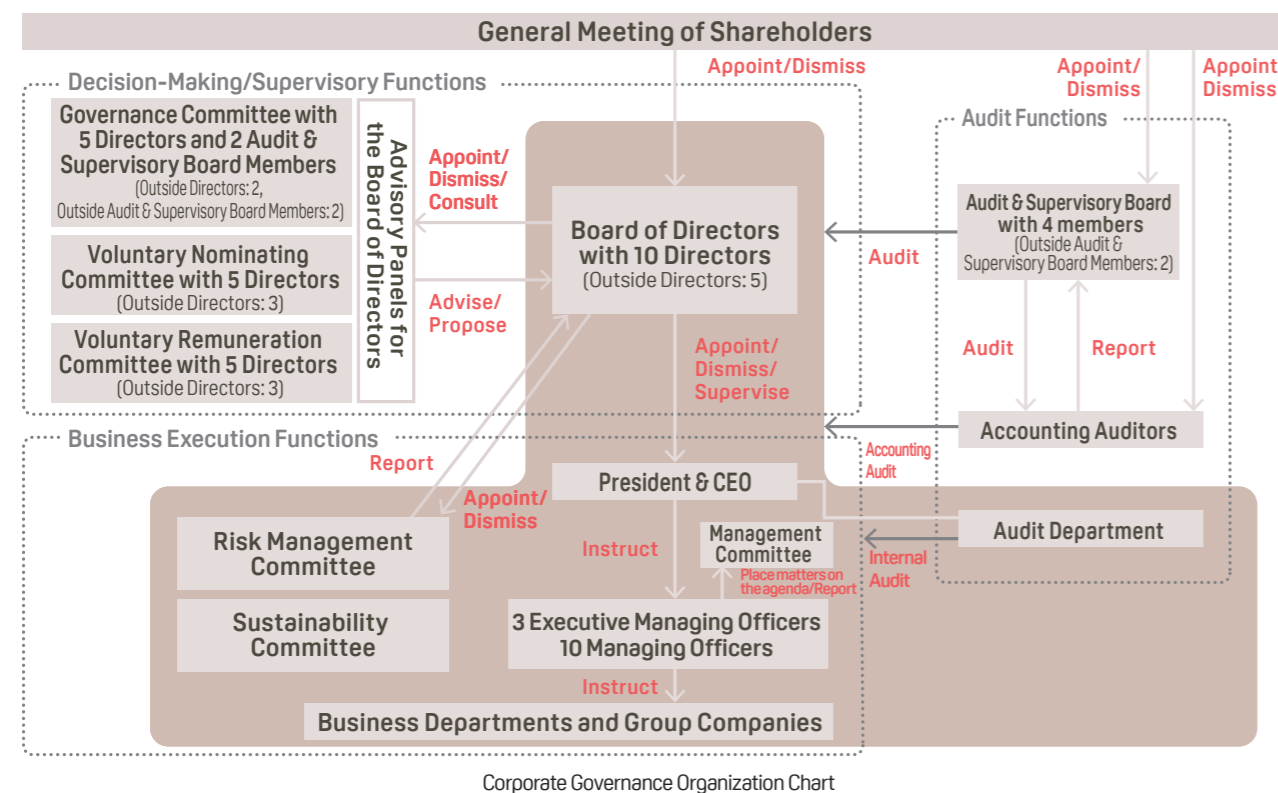 General Meeting of Shareholders
Appoint/Dismiss
Appoint/
Dismiss
Appoint
Dismiss
Decision-Making/Supervisory Functions
Governance Committee with
5 Directors and 2 Audit &
Supervisory Board Members
(Outside Directors: 2,
Outside Audit & Supervisory Board Members: 2)
Voluntary Nominating
Committee with 5 Directors
(Outside Directors: 3)
Voluntary Remuneration
Committee with 5 Directors
(Outside Directors: 3)
Advisory Panels for
the Board of Directors
Appoint/
Dismiss/
Consult
Advise/
Propose
Board of Directors
with 10 Directors
(Outside Directors: 5)
Appoint/
Dismiss/
Supervise
Audit
Audit Functions
Audit & Supervisory Board
with 4 members
(Outside Audit &
Supervisory Board Members: 2)
Audit
Report
Accounting Auditors
Accounting
Audit
Business Execution Functions
Report
Appoint/
Dismiss
President & CEO
Risk Management
Committee
Sustainability
Committee
Instruct
Management
Committee
Place matters on
the agenda/Report
Internal
Audit
Audit Department
3 Executive Managing Officers
10 Managing Officers
Instruct
Business Departments and Group Companies
Corporate Governance Organization Chart